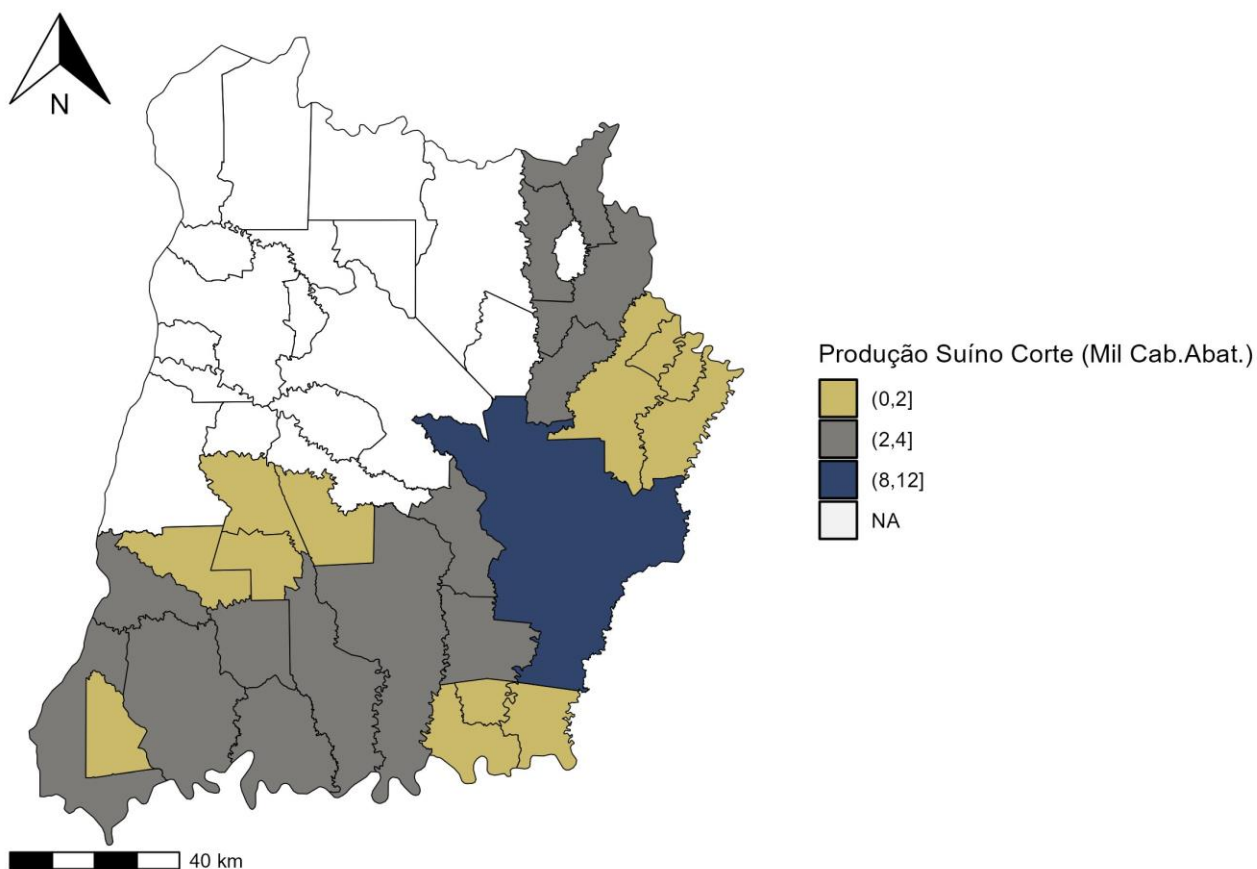 N
Produção Suíno Corte (Mil Cab.Abat.)
(0,2]
(2,4]
(8,12]
NA
40 km